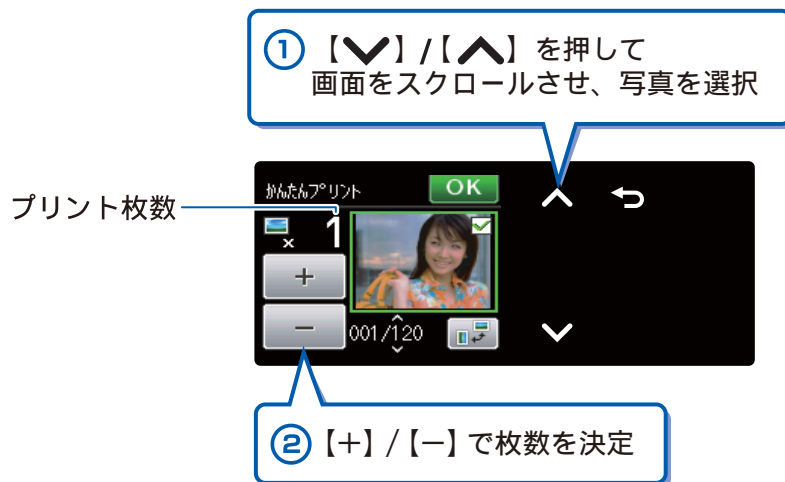 ① 【∨】/【∧】を押して
画面をスクロールさせ、写真を選択
プリント枚数
かんたんプリント
OK
× 1
+
−
001/120
② 【+】/【−】で枚数を決定